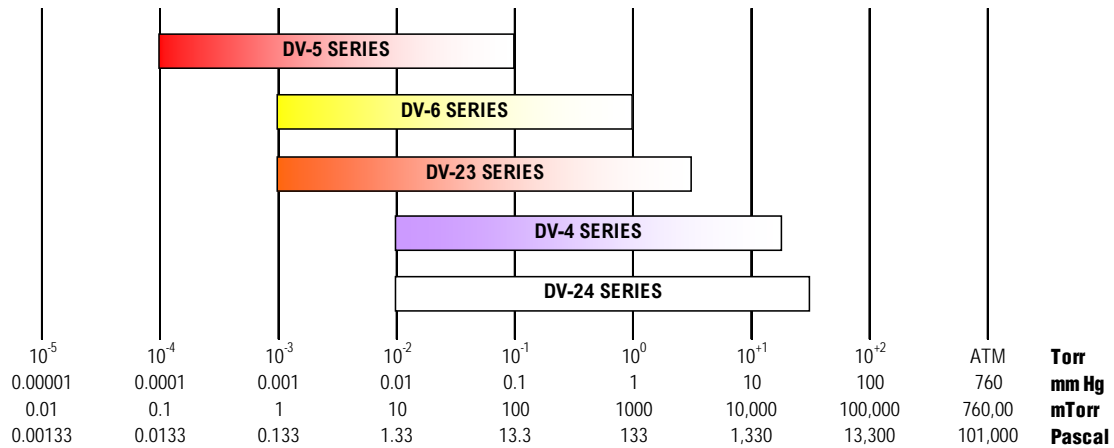 DV-5 SERIES
DV-6 SERIES
DV-23 SERIES
DV-4 SERIES
DV-24 SERIES
10⁻⁵ 10⁻⁴ 10⁻³ 10⁻² 10⁻¹ 10⁰ 10⁺¹ 10⁺² ATM Torr
0.00001 0.0001 0.001 0.01 0.1 1 10 100 760 mm Hg
0.01 0.1 1 10 100 1000 10,000 100,000 760,00 mTorr
0.00133 0.0133 0.133 1.33 13.3 133 1,330 13,300 101,000 Pascal